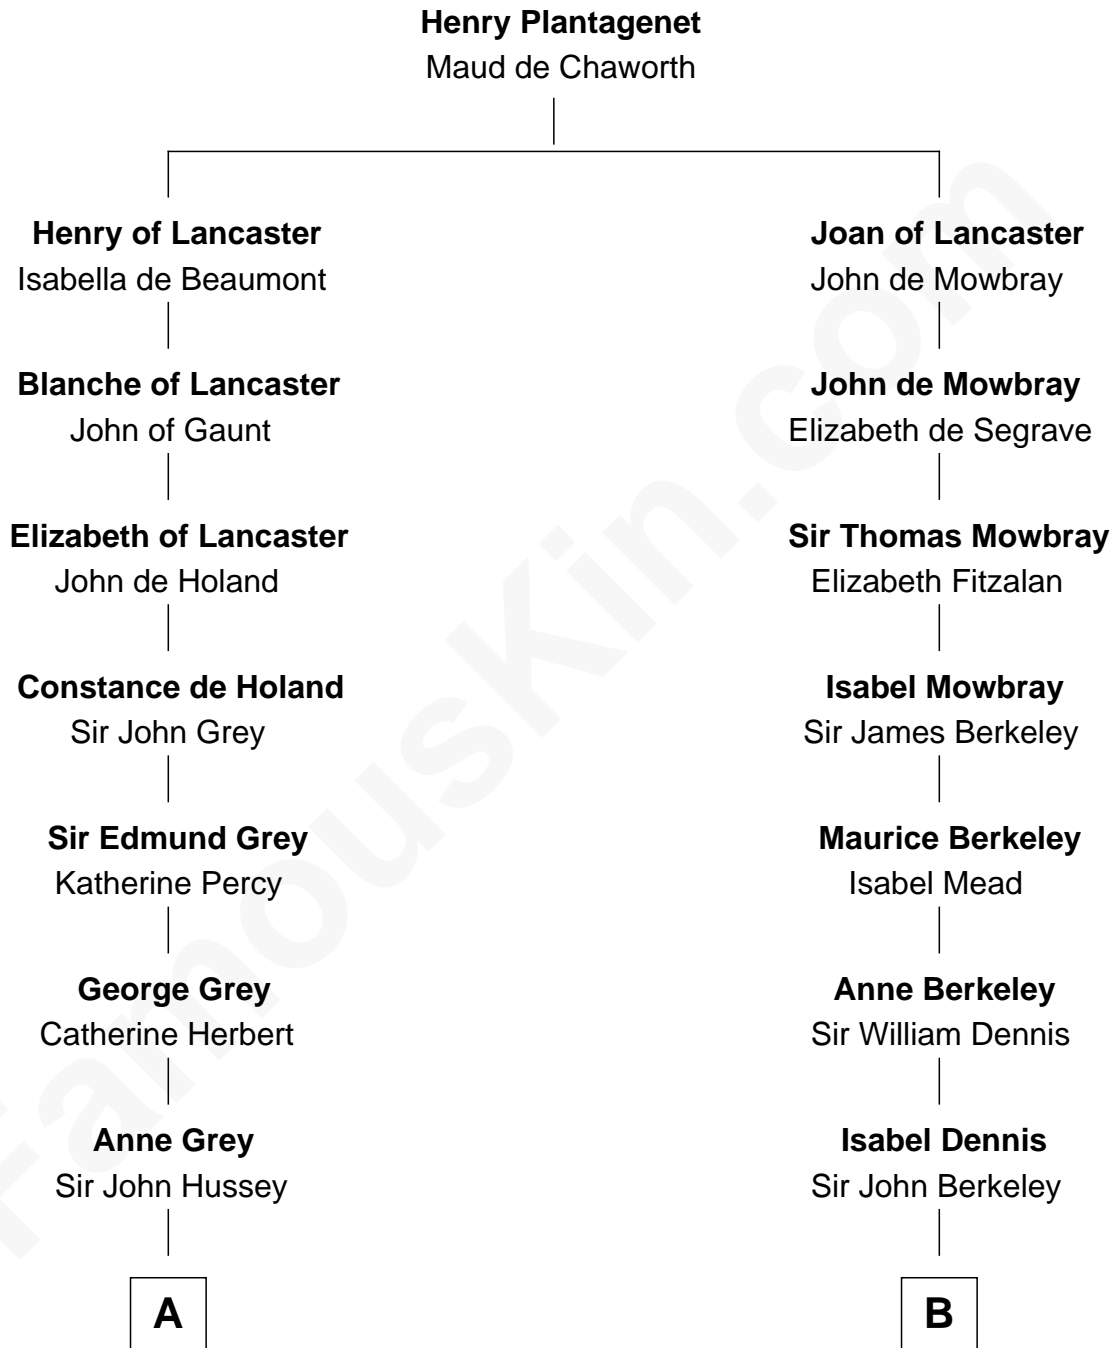 Henry Plantagenet
Maud de Chaworth
Henry of Lancaster
Isabella de Beaumont
Joan of Lancaster
John de Mowbray
Blanche of Lancaster
John of Gaunt
John de Mowbray
Elizabeth de Segrave
Elizabeth of Lancaster
John de Holand
Sir Thomas Mowbray
Elizabeth Fitzalan
Constance de Holand
Sir John Grey
Isabel Mowbray
Sir James Berkeley
Sir Edmund Grey
Katherine Percy
Maurice Berkeley
Isabel Mead
George Grey
Catherine Herbert
Anne Berkeley
Sir William Dennis
Anne Grey
Sir John Hussey
Isabel Dennis
Sir John Berkeley
A
B
FamousKin.com